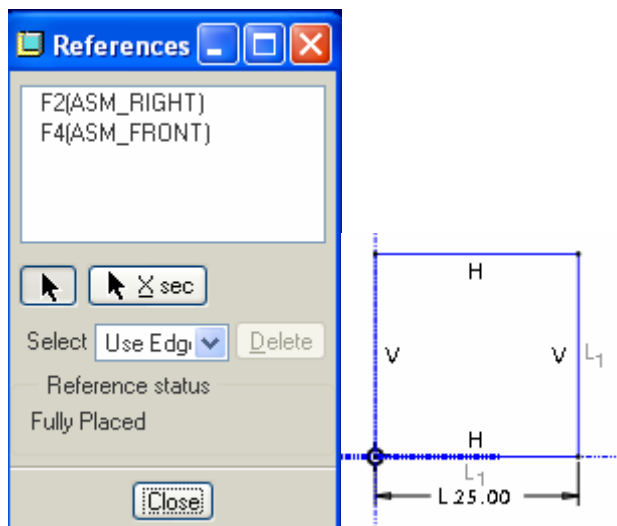 References
F2(ASM_RIGHT)
F4(ASM_FRONT)
X sec
Select Use Edg Delete
Reference status
Fully Placed
Close
H
V V L1
H
L1
L 25.00